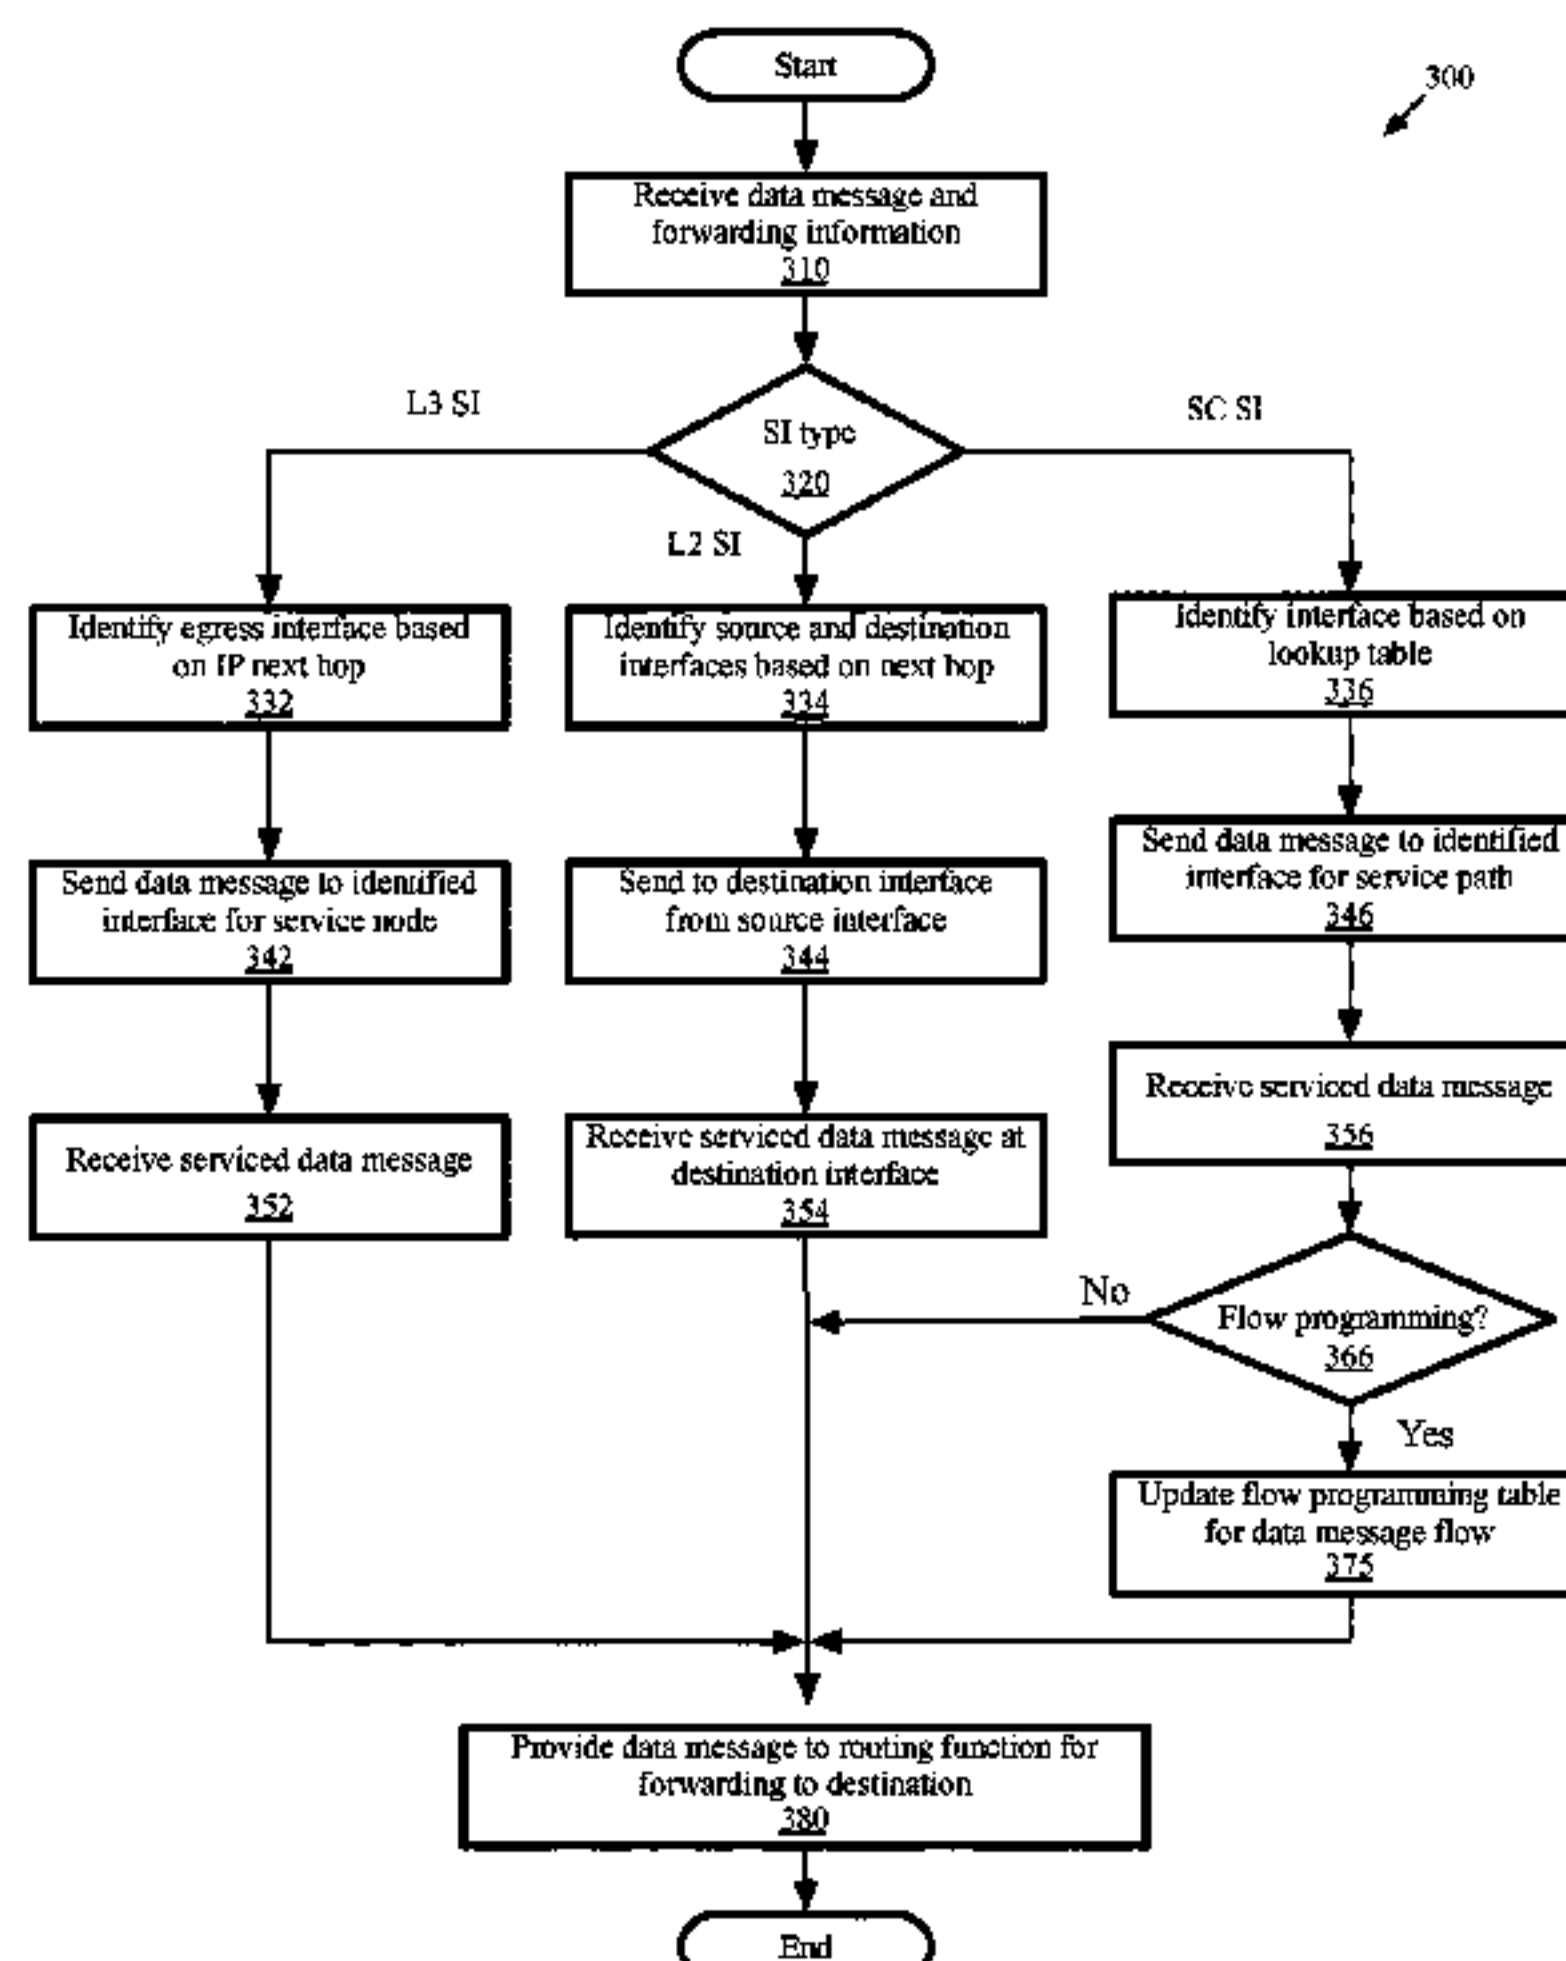 Start
300
Receive data message and
forwarding information
310
L3 SI
SI type
320
SC SI
L2 SI
Identify egress interface based
on IP next hop
332
Identify source and destination
interfaces based on next hop
334
Identify interface based on
lookup table
336
Send data message to identified
interface for service node
342
Send to destination interface
from source interface
344
Send data message to identified
interface for service path
346
Receive serviced data message
352
Receive serviced data message at
destination interface
354
Receive serviced data message
356
No
Flow programming?
366
Yes
Update flow programming table
for data message flow
375
Provide data message to routing function for
forwarding to destination
380
End